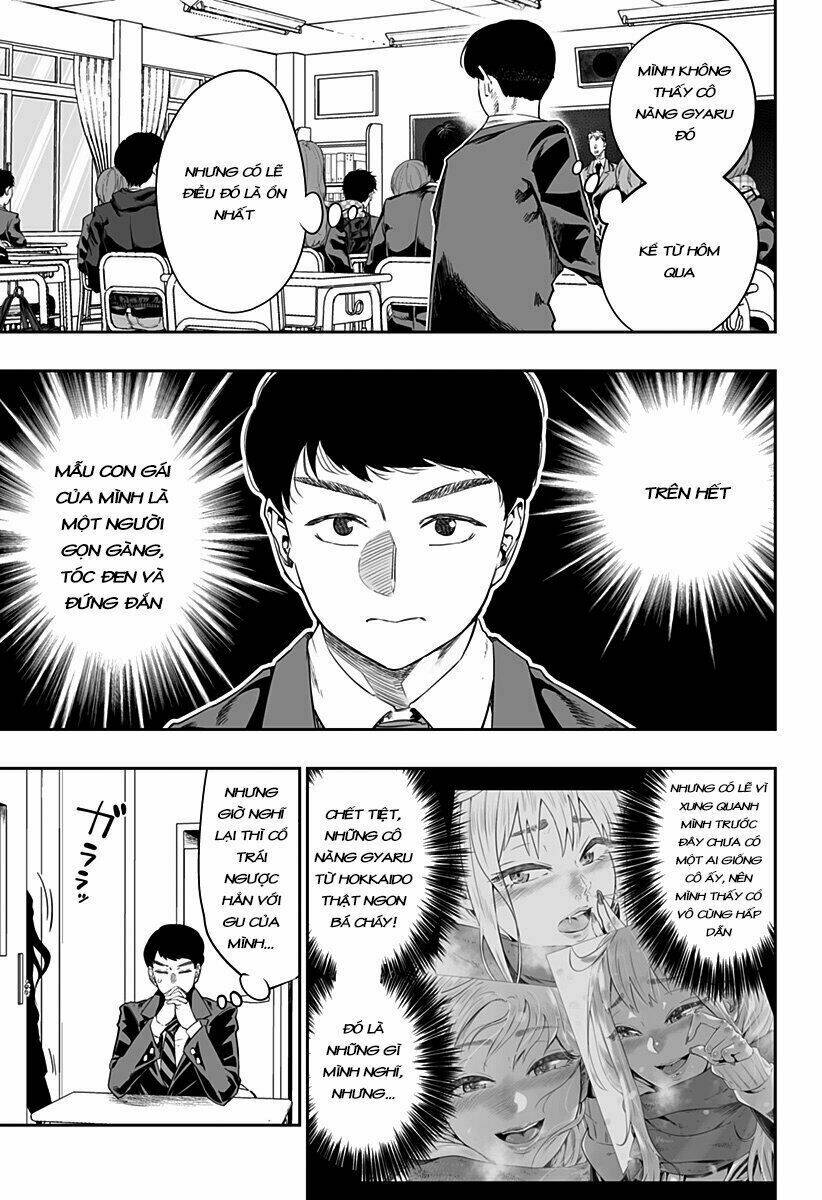 MÌNH KHÔNG
THẤY CÔ
NÀNG GYARU
ĐÓ
KỂ TỪ HÔM
QUA
NHƯNG CÓ LẼ
ĐIỀU ĐÓ LÀ ỔN
NHẤT
TRÊN HẾT
MẪU CON GÁI
CỦA MÌNH LÀ
MỘT NGƯỜI
GỌN GÀNG,
TÓC ĐEN VÀ
ĐỨNG ĐẮN
NHƯNG CÓ LẼ VÌ
XUNG QUANH
MÌNH TRƯỚC
ĐÂY CHƯA CÓ
MỘT AI GIỐNG
CÔ ẤY, NÊN
MÌNH THẤY CỔ
VÔ CÙNG HẤP
DẪN
CHẾT TIỆT,
NHỮNG CÔ
NÀNG GYARU
TỪ HOKKAIDO
THẬT NGON
BÁ CHÁY!
ĐÓ LÀ
NHỮNG GÌ
MÌNH NGHĨ,
NHƯNG...
NHƯNG
GIỜ NGHĨ
LẠI THÌ CỔ
TRÁI
NGƯỢC
HẲN VỚI
GU CỦA
MÌNH...
ガラララ